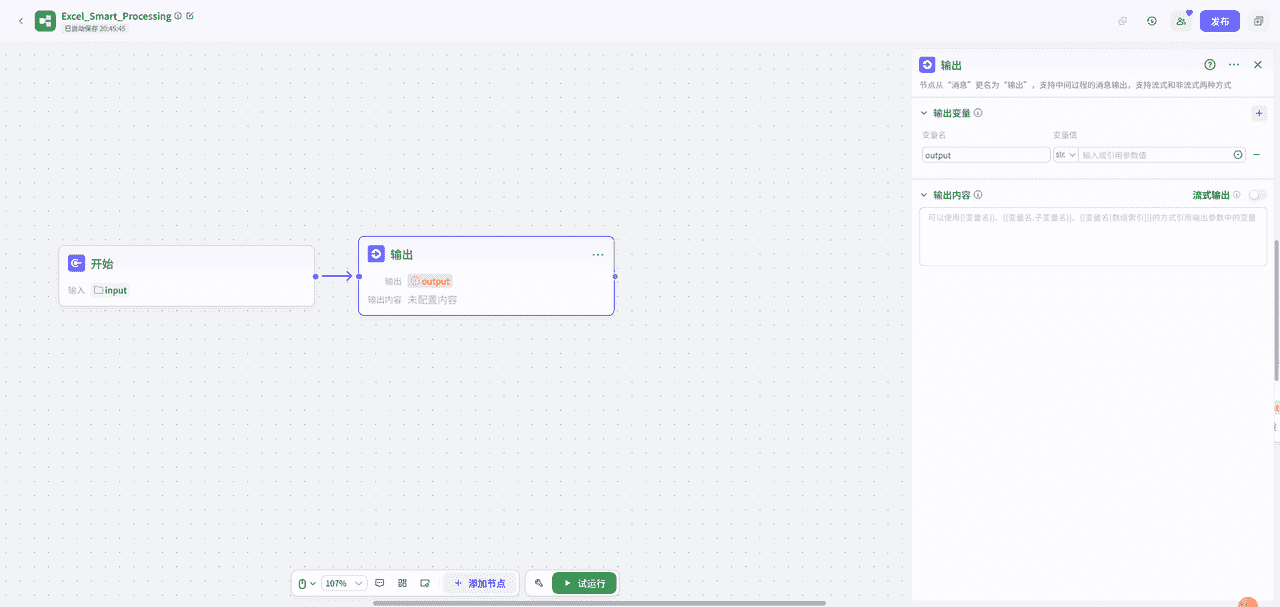 Excel_Smart_Processing
已自动保存 20:45:45
发布
开始
输入 input
输出
输出 output
输出内容 未配置内容
107%
添加节点
试运行
输出
节点从“消息”更名为“输出”，支持中间过程的消息输出，支持流式和非流式两种方式
输出变量
变量名 变量值
output str. 输入或引用参数值
输出内容 流式输出
可以使用{{变量名}}、{{变量名.子变量名}}、{{变量名[数组索引]}}的方式引用输出参数中的变量